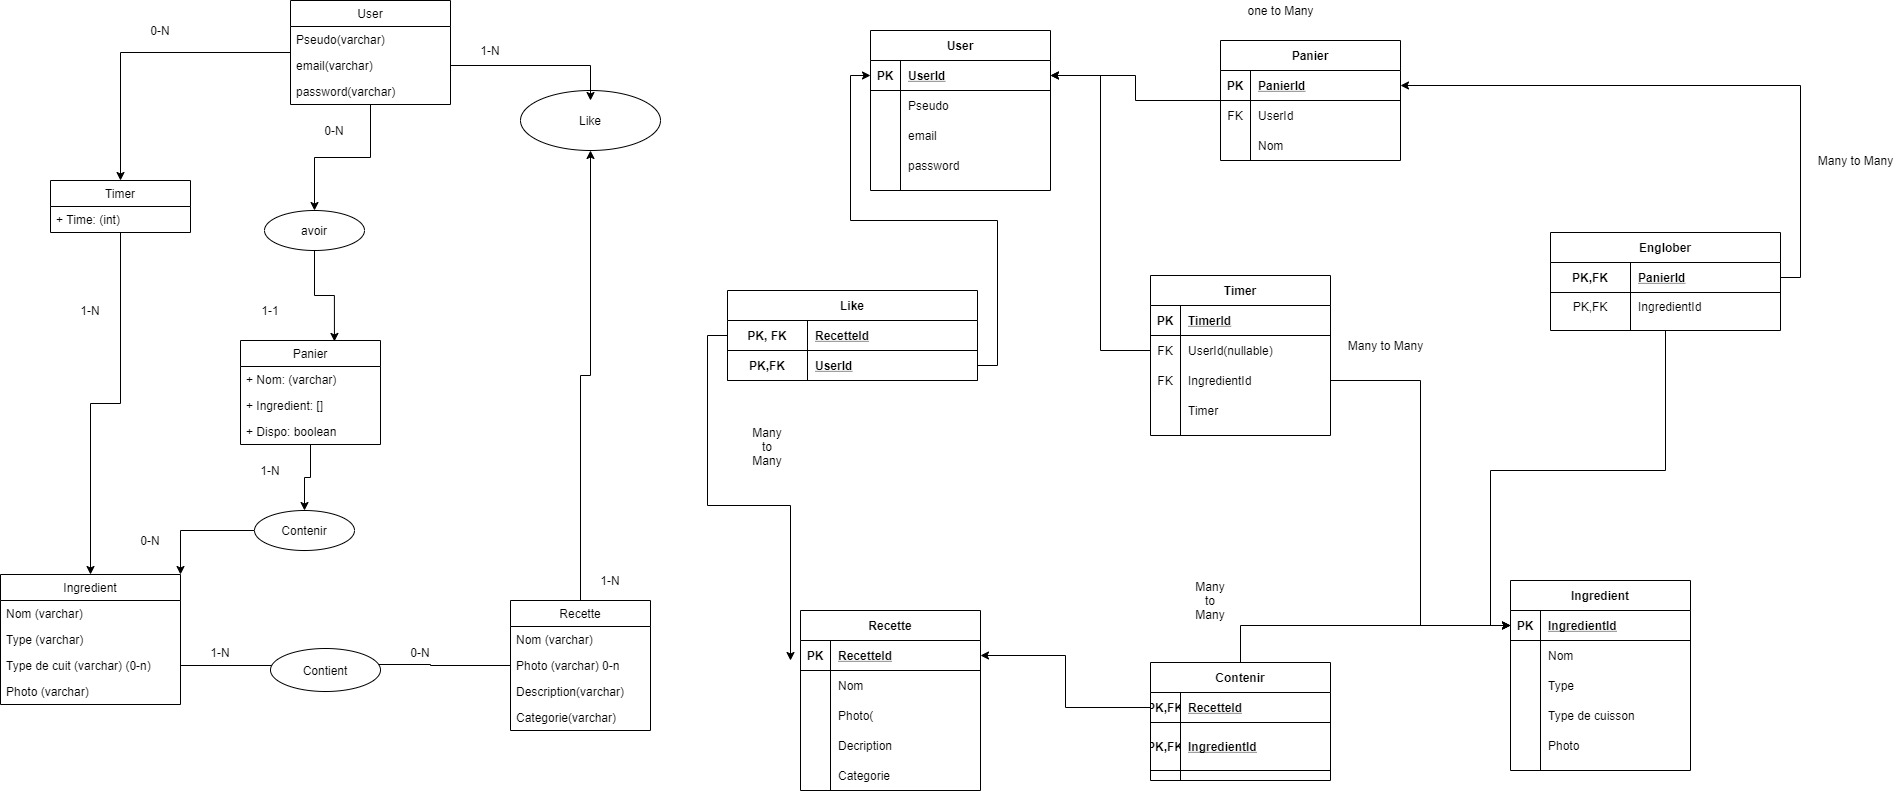 User
Pseudo(varchar)
email(varchar)
password(varchar)
0-N
1-N
0-N
Like
Timer
+ Time: (int)
avoir
1-N
1-1
Panier
+ Nom: (varchar)
+ Ingredient: []
+ Dispo: boolean
1-N
Contenir
0-N
Ingredient
Nom (varchar)
Type (varchar)
Type de cuit (varchar) (0-n)
Photo (varchar)
1-N
Contient
0-N
1-N
Recette
Nom (varchar)
Photo (varchar) 0-n
Description(varchar)
Categorie(varchar)
one to Many
User
PK UserId
Pseudo
email
password
Panier
PK PanierId
FK UserId
Nom
Many to Many
Englober
PK,FK PanierId
PK,FK IngredientId
Like
PK, FK RecetteId
PK,FK UserId
Timer
PK TimerId
FK UserId(nullable)
FK IngredientId
Timer
Many to Many
Many
to
Many
Many
to
Many
Recette
PK RecetteId
Nom
Photo(
Decription
Categorie
Contenir
PK,FK RecetteId
PK,FK IngredientId
Ingredient
PK IngredientId
Nom
Type
Type de cuisson
Photo